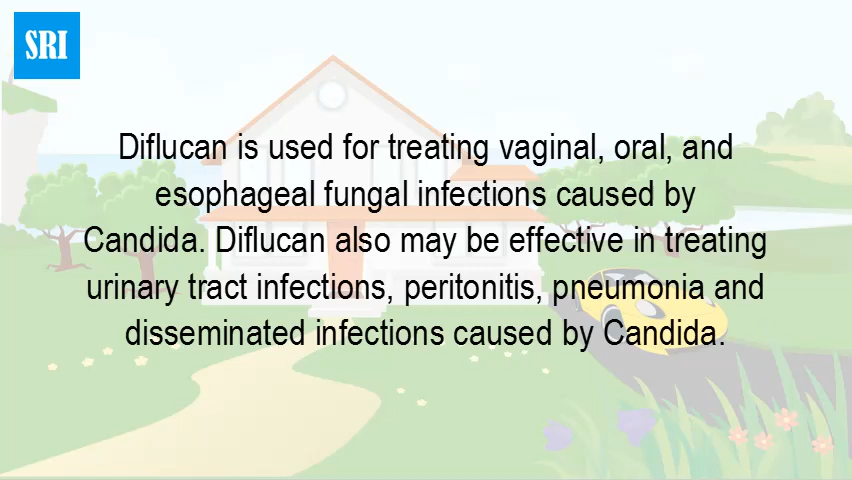 SRI
Diflucan is used for treating vaginal, oral, and
esophageal fungal infections caused by
Candida. Diflucan also may be effective in treating
urinary tract infections, peritonitis, pneumonia and
disseminated infections caused by Candida.